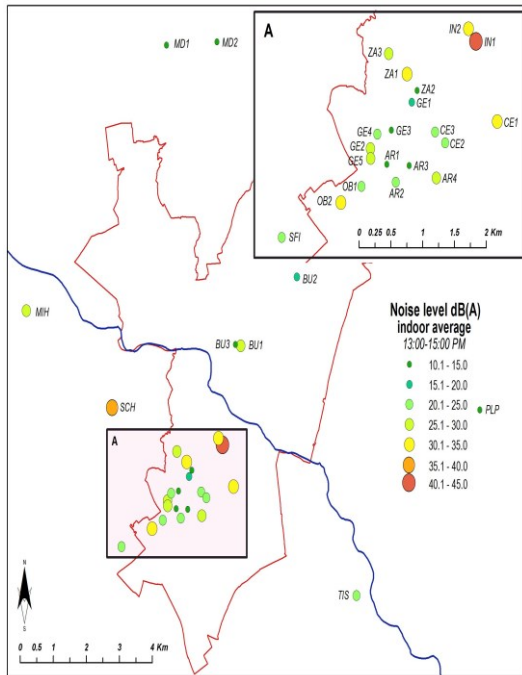 MD1
MD2
A
IN2
IN1
ZA3
ZA1
ZA2
GE1
CE1
GE4
GE3
CE3
CE2
GE2
GE5
AR1
AR3
OB1
AR2
AR4
OB2
SFI
0 0.25 0.5 1 1.5 2 Km
BU2
MIH
BU3
BU1
Noise level dB(A)
indoor average
13:00-15:00 PM
10.1 - 15.0
15.1 - 20.0
20.1 - 25.0
25.1 - 30.0
30.1 - 35.0
35.1 - 40.0
40.1 - 45.0
PLP
SCH
A
TIS
N
S
0 0.5 1 2 3 4 Km